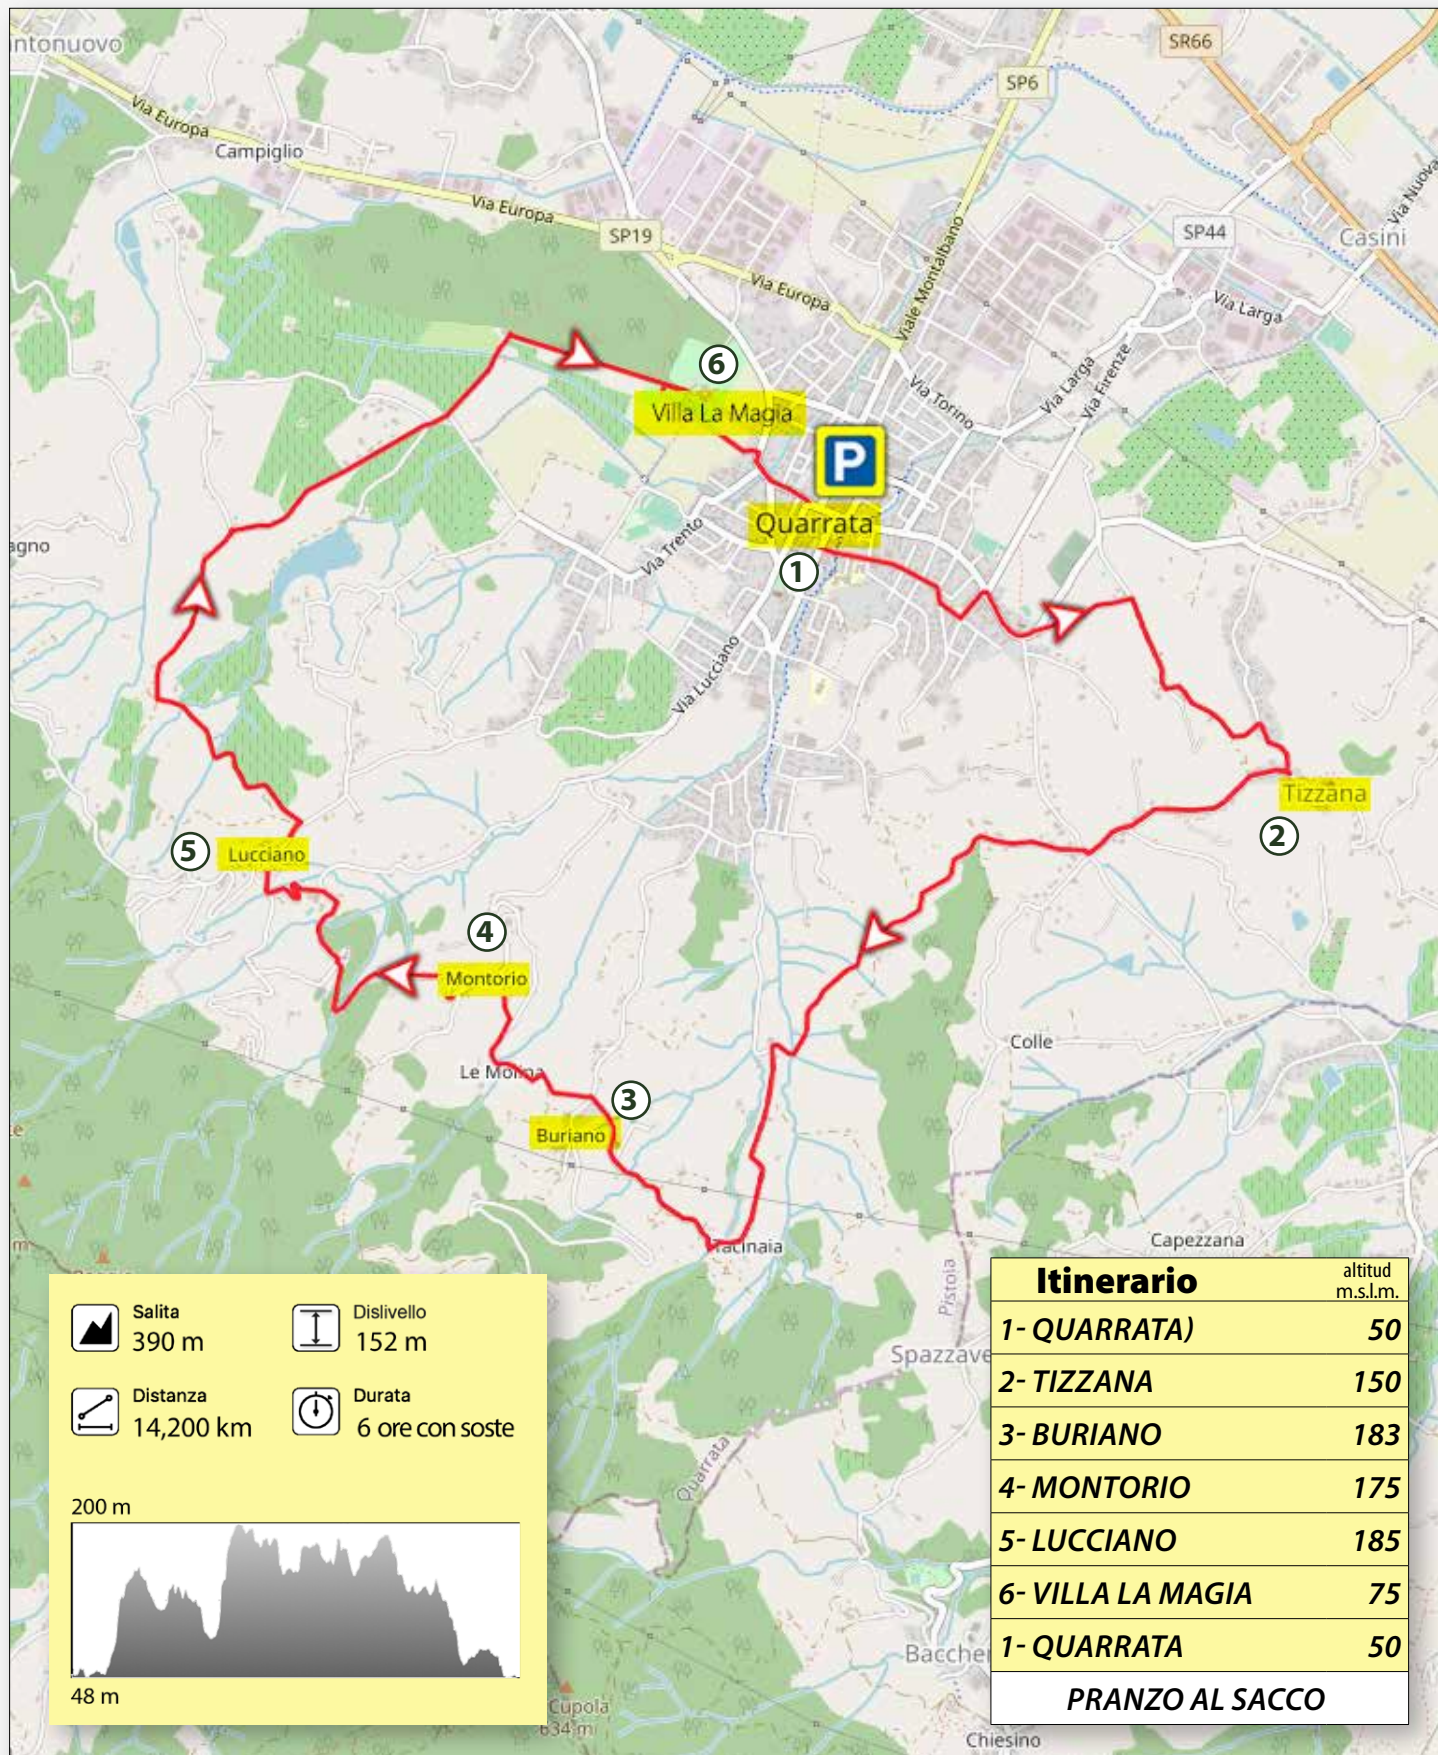 intonuovo
SR66
SP6
Via Europa
Campiglio
Via Europa
SP19
SP44
Via Nuova
Casini
Viale Montalbano
Via Europa
Via Larga
6
Villa La Magia
Via Torino
Via Larga
Via Firenze
P
Quarrata
agno
Via Trento
1
Via Lucciano
Tizzana
2
5
Lucciano
4
Montorio
Colle
Le Molina
3
Buriano
Tacinaia
Capezzana
Pistoia
Spazzave
Quarrata
Bacche
Cupola
634 m
Chiesino
Salita
390 m
Dislivello
152 m
Distanza
14,200 km
Durata
6 ore con soste
200 m
48 m
Itinerario
altitud
m.s.l.m.
1- QUARRATA) 50
2- TIZZANA 150
3- BURIANO 183
4- MONTORIO 175
5- LUCCIANO 185
6- VILLA LA MAGIA 75
1- QUARRATA 50
PRANZO AL SACCO